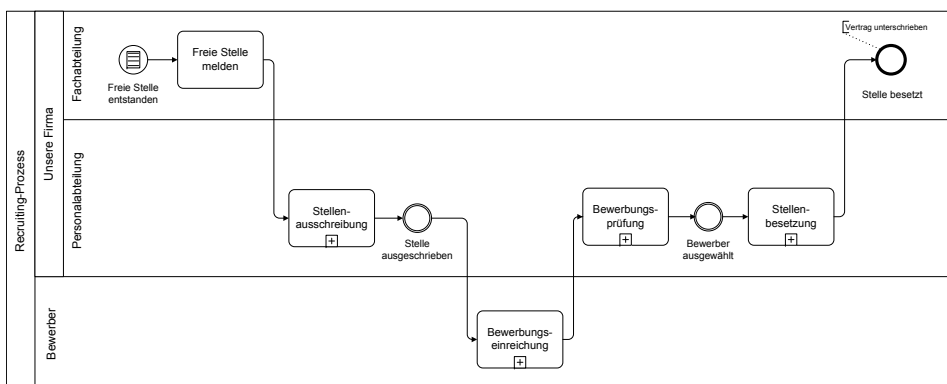 Recruiting-Prozess
Unsere Firma
Fachabteilung
Freie Stelle
entstanden
Freie Stelle
melden
Vertrag unterschrieben
Stelle besetzt
Personalabteilung
Stellen-
ausschreibung
Stelle
ausgeschrieben
Bewerbungs-
prüfung
Bewerber
ausgewählt
Stellen-
besetzung
Bewerber
Bewerbungs-
einreichung